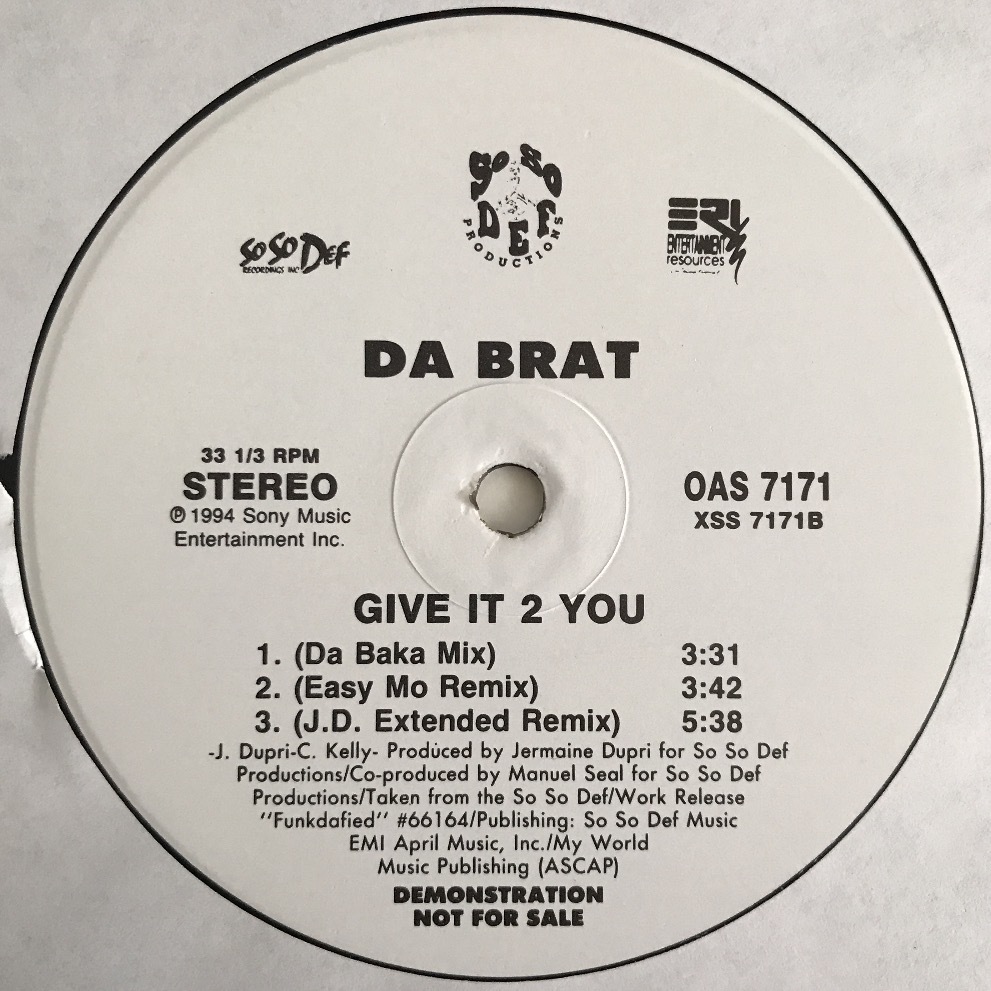 SO SO
DEF
PRODUCTIONS
SO SO DEF
RECORDINGS INC.
ERI
ENTERTAINMENT
resources
DA BRAT
33 1/3 RPM
STEREO
℗ 1994 Sony Music
Entertainment Inc.
OAS 7171
XSS 7171B
GIVE IT 2 YOU
1. (Da Baka Mix) 3:31
2. (Easy Mo Remix) 3:42
3. (J.D. Extended Remix) 5:38
-J. Dupri-C. Kelly- Produced by Jermaine Dupri for So So Def
Productions/Co-produced by Manuel Seal for So So Def
Productions/Taken from the So So Def/Work Release
"Funkdafied" #66164/Publishing: So So Def Music
EMI April Music, Inc./My World
Music Publishing (ASCAP)
DEMONSTRATION
NOT FOR SALE